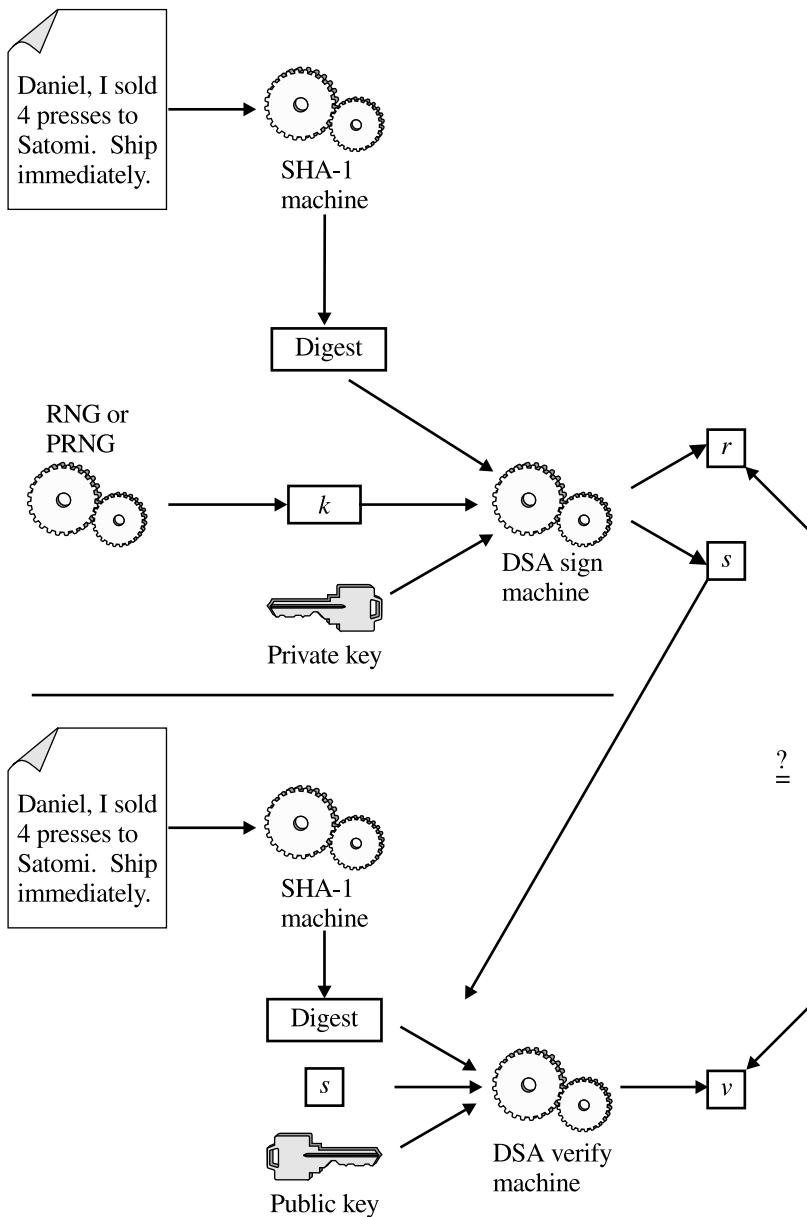 Daniel, I sold
4 presses to
Satomi. Ship
immediately.
SHA-1
machine
Digest
RNG or
PRNG
k
r
s
DSA sign
machine
Private key
?
=
Daniel, I sold
4 presses to
Satomi. Ship
immediately.
SHA-1
machine
Digest
s
v
DSA verify
machine
Public key